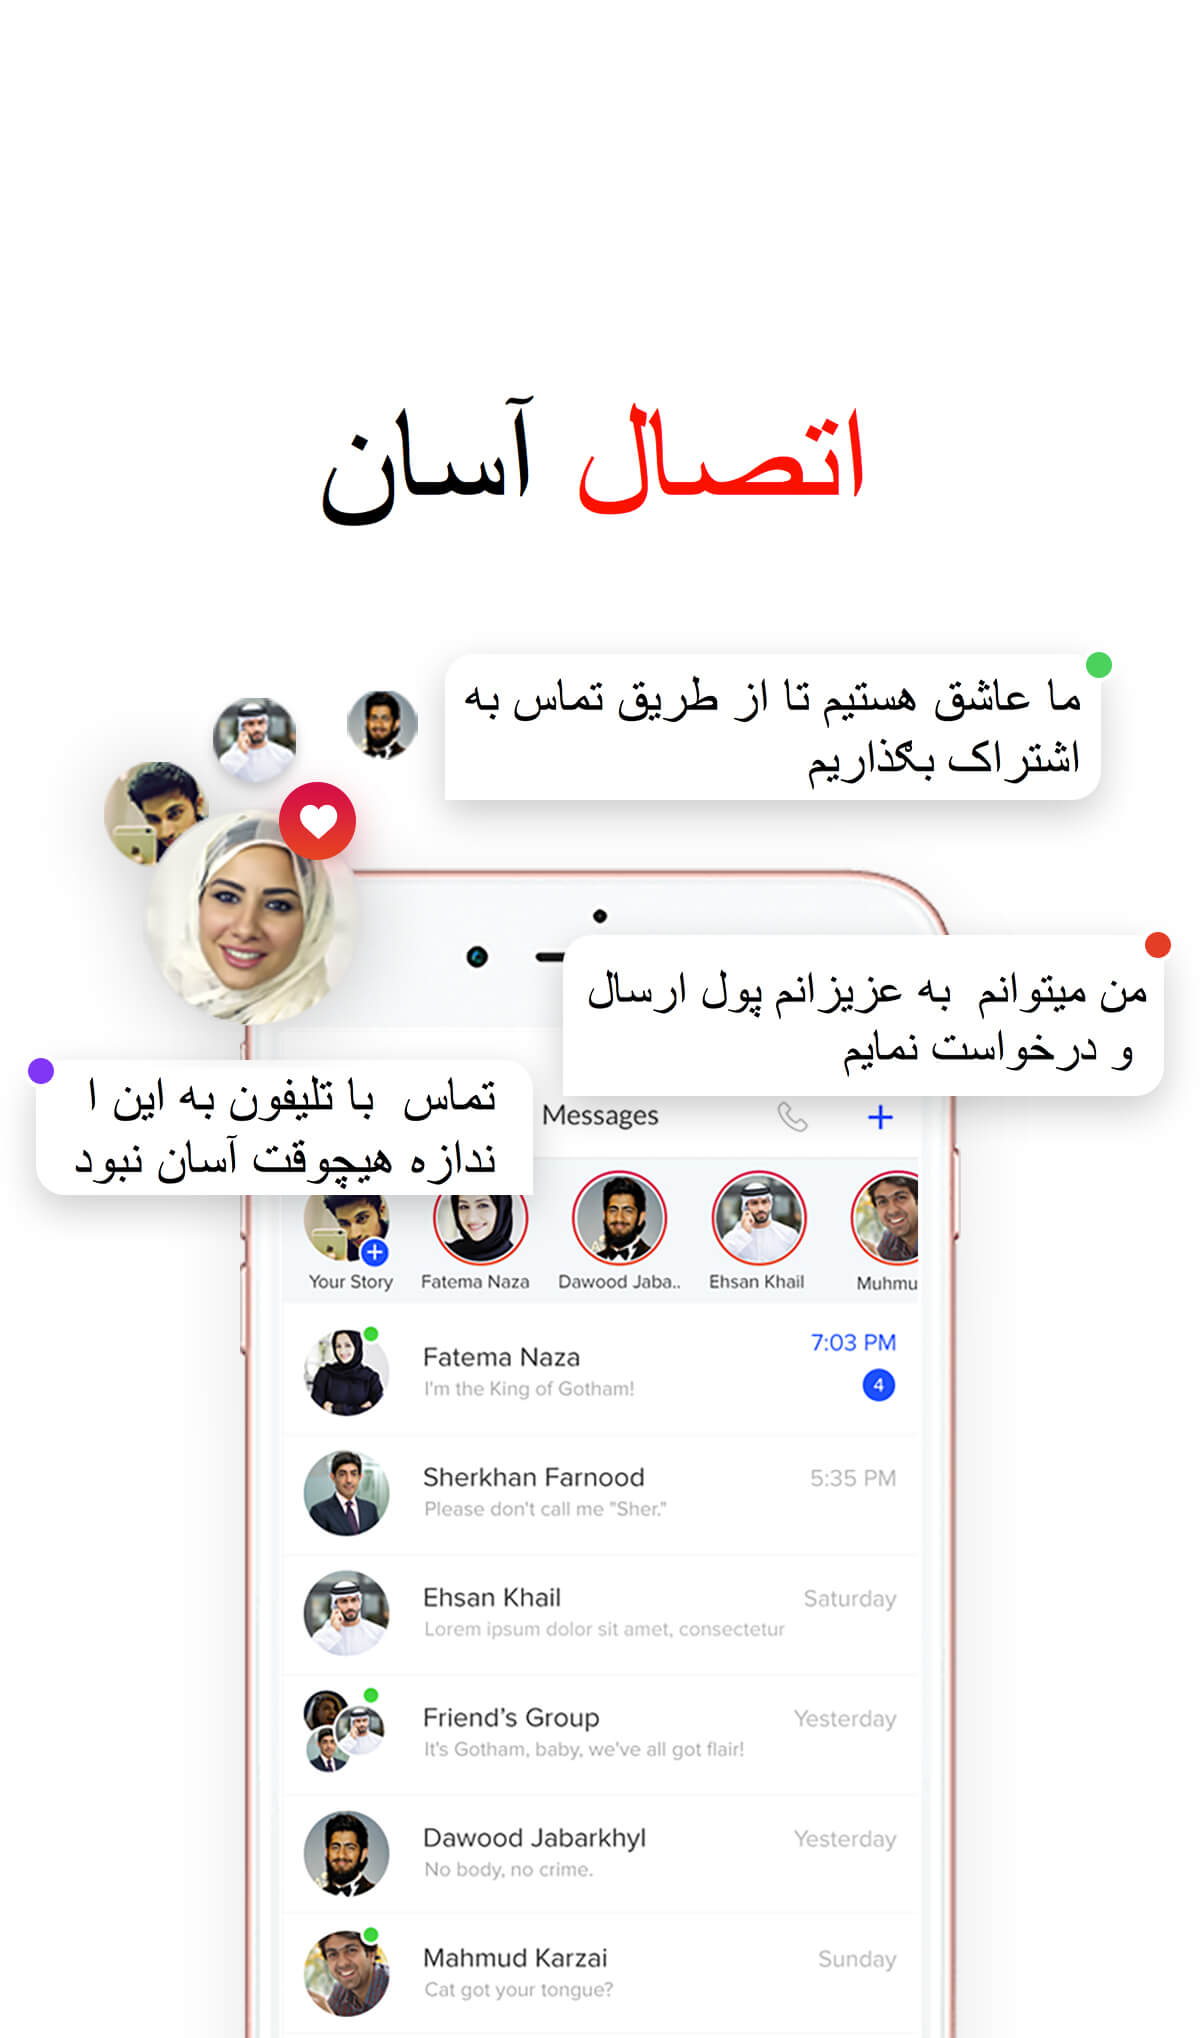 اتصال آسان
ما عاشق هستیم تا از طریق تماس به
اشتراک بگذاریم
من میتوانم به عزیزانم پول ارسال
و درخواست نمایم
تماس با تلیفون به این ا
ندازه هیچوقت آسان نبود
Messages
Your Story
Fatema Naza
Dawood Jaba..
Ehsan Khail
Muhmu
Fatema Naza
7:03 PM
I'm the King of Gotham!
4
Sherkhan Farnood
5:35 PM
Please don't call me "Sher."
Ehsan Khail
Saturday
Lorem ipsum dolor sit amet, consectetur
Friend's Group
Yesterday
It's Gotham, baby, we've all got flair!
Dawood Jabarkhyl
Yesterday
No body, no crime.
Mahmud Karzai
Sunday
Cat got your tongue?